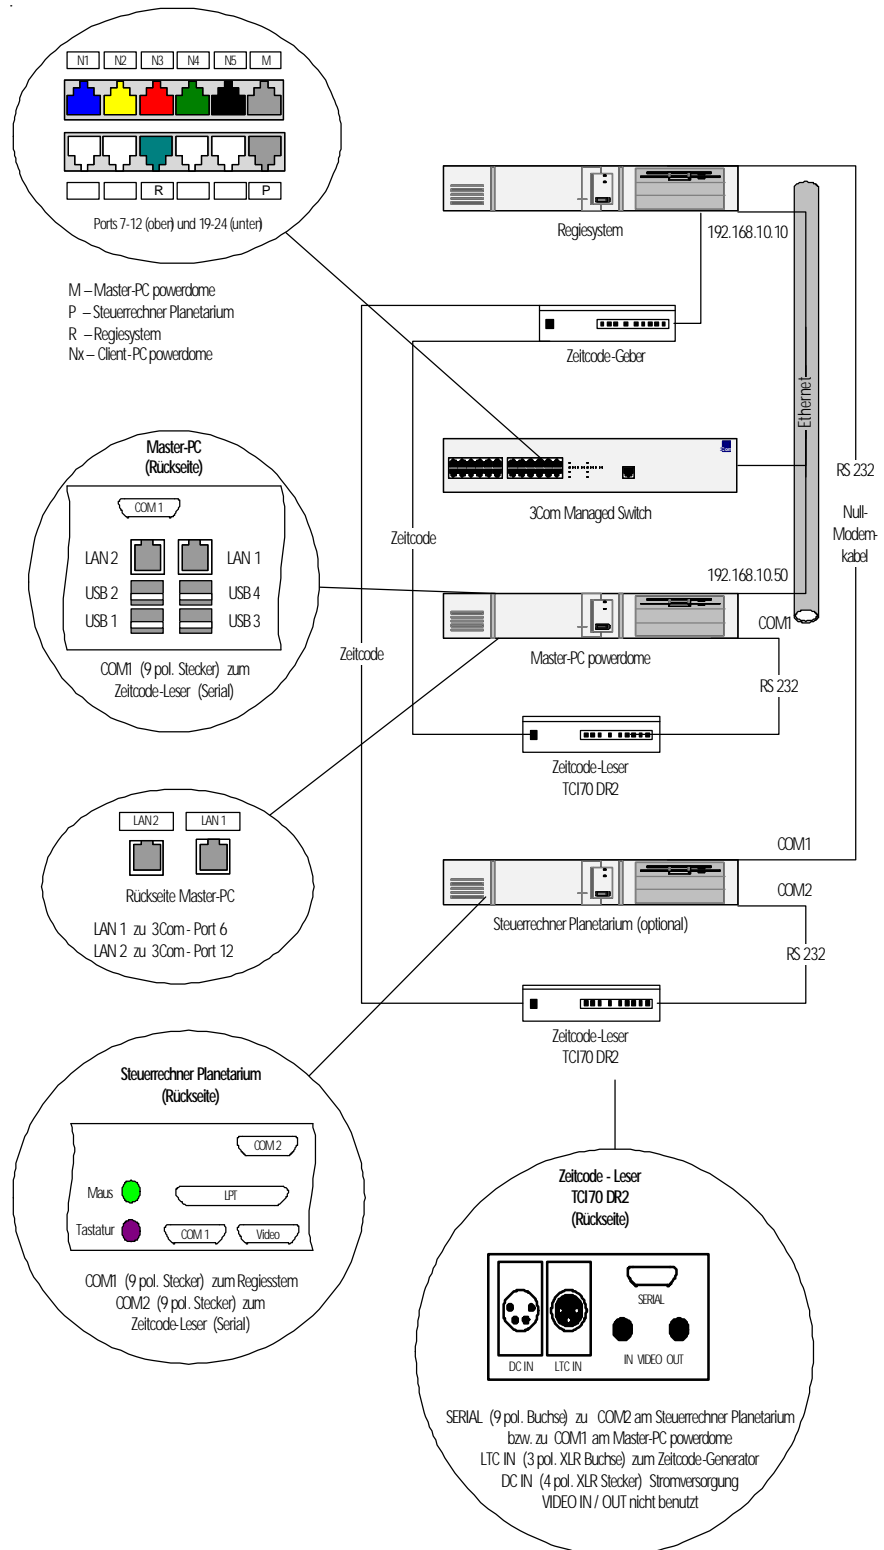 N1 N2 N3 N4 N5 M
R P
Ports 7-12 (oben) und 19-24 (unten)
M – Master-PC powerdome
P – Steuerrechner Planetarium
R – Regiesystem
Nx – Client-PC powerdome
Regiesystem
192.168.10.10
Zeitcode-Geber
Ethernet
3Com Managed Switch
RS 232
Null-
Modem-
kabel
Zeitcode
Zeitcode
192.168.10.50
COM1
Master-PC powerdome
RS 232
Zeitcode-Leser
TCI70 DR2
COM1
COM2
Steuerrechner Planetarium (optional)
RS 232
Zeitcode-Leser
TCI70 DR2
Master-PC
(Rückseite)
COM 1
LAN 2 LAN 1
USB 2 USB 4
USB 1 USB 3
COM1 (9 pol. Stecker) zum
Zeitcode-Leser (Serial)
LAN 2 LAN 1
Rückseite Master-PC
LAN 1 zu 3Com - Port 6
LAN 2 zu 3Com - Port 12
Steuerrechner Planetarium
(Rückseite)
COM 2
Maus LPT
Tastatur COM 1 Video
COM1 (9 pol. Stecker) zum Regiesstem
COM2 (9 pol. Stecker) zum
Zeitcode-Leser (Serial)
Zeitcode - Leser
TCI70 DR2
(Rückseite)
SERIAL
IN VIDEO OUT
DC IN LTC IN
SERIAL (9 pol. Buchse) zu COM2 am Steuerrechner Planetarium
bzw. zu COM1 am Master-PC powerdome
LTC IN (3 pol. XLR Buchse) zum Zeitcode-Generator
DC IN (4 pol. XLR Stecker) Stromversorgung
VIDEO IN / OUT nicht benutzt